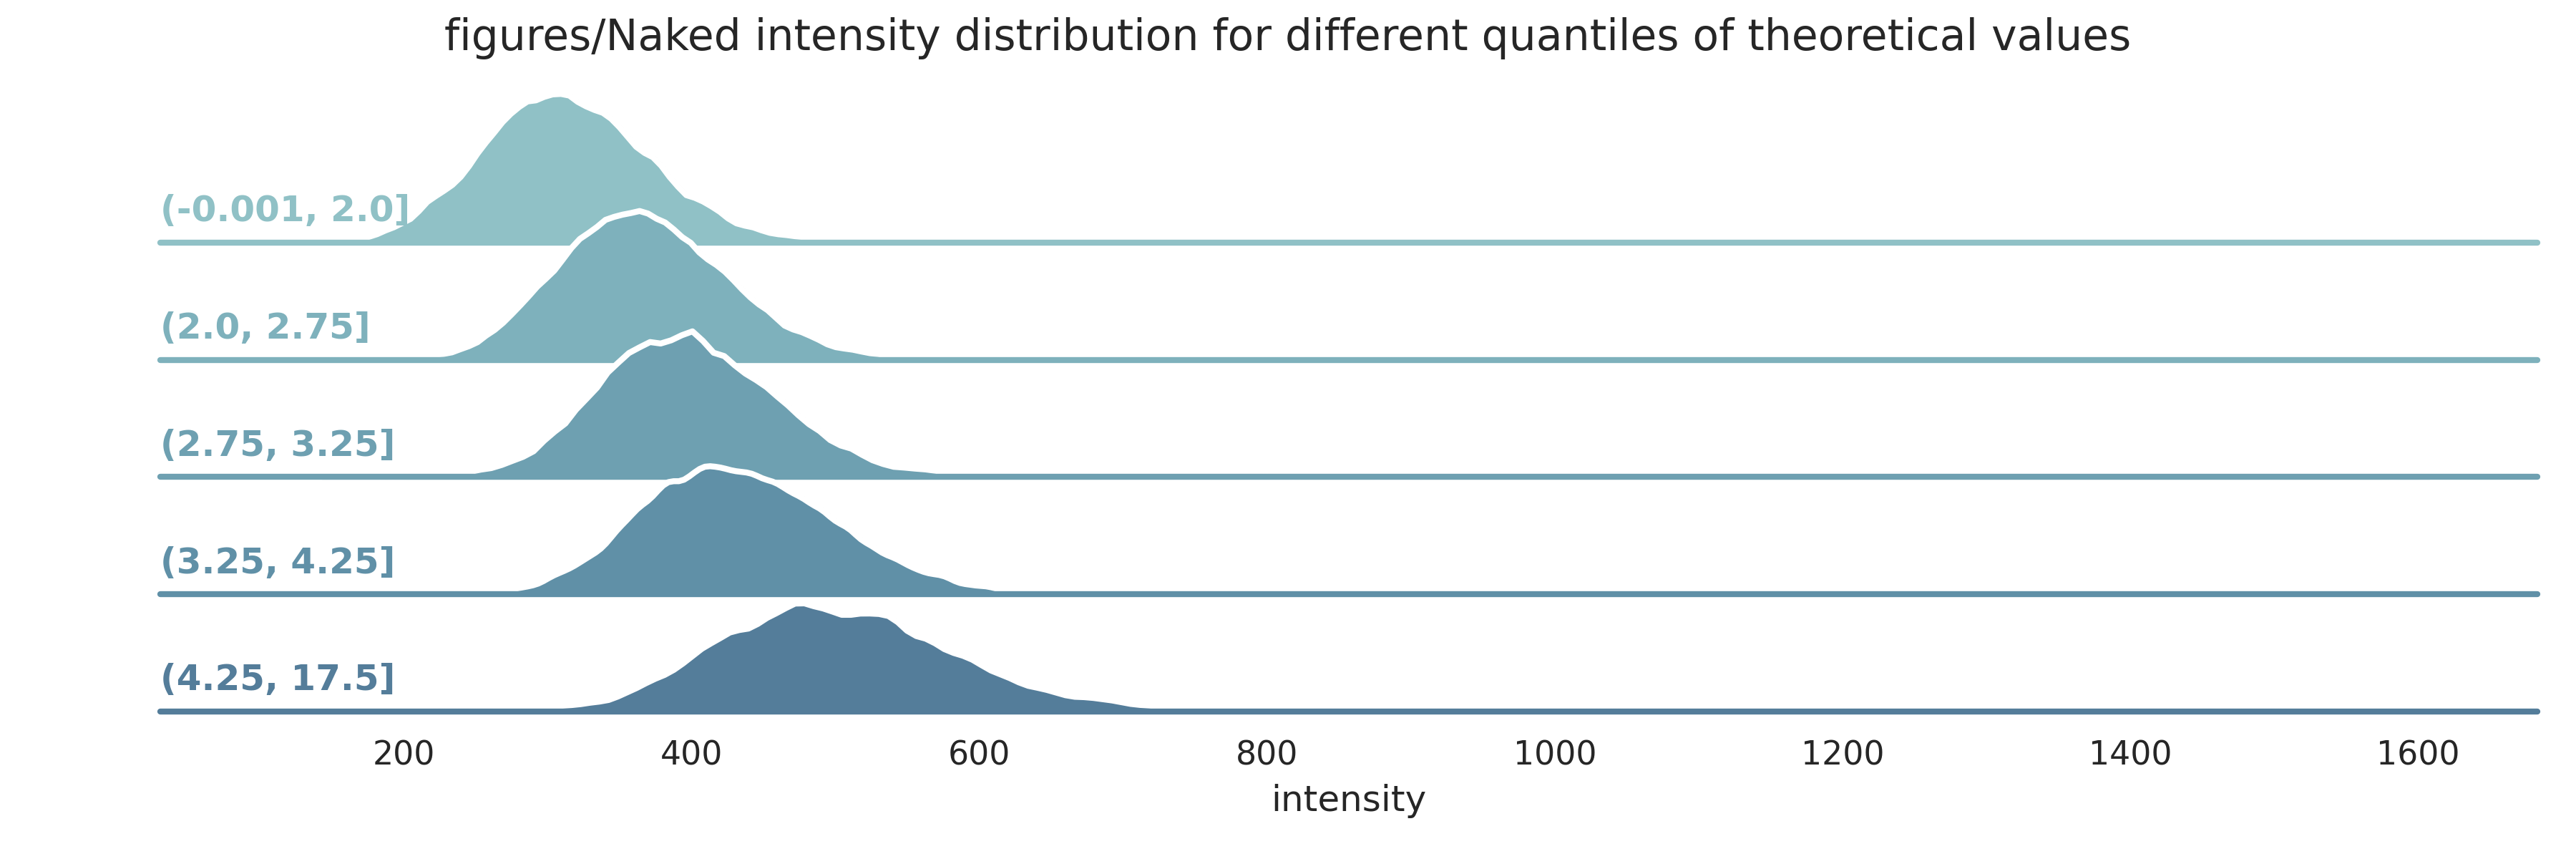 figures/Naked intensity distribution for different quantiles of theoretical values
(-0.001, 2.0]
(2.0, 2.75]
(2.75, 3.25]
(3.25, 4.25]
(4.25, 17.5]
200 400 600 800 1000 1200 1400 1600
intensity